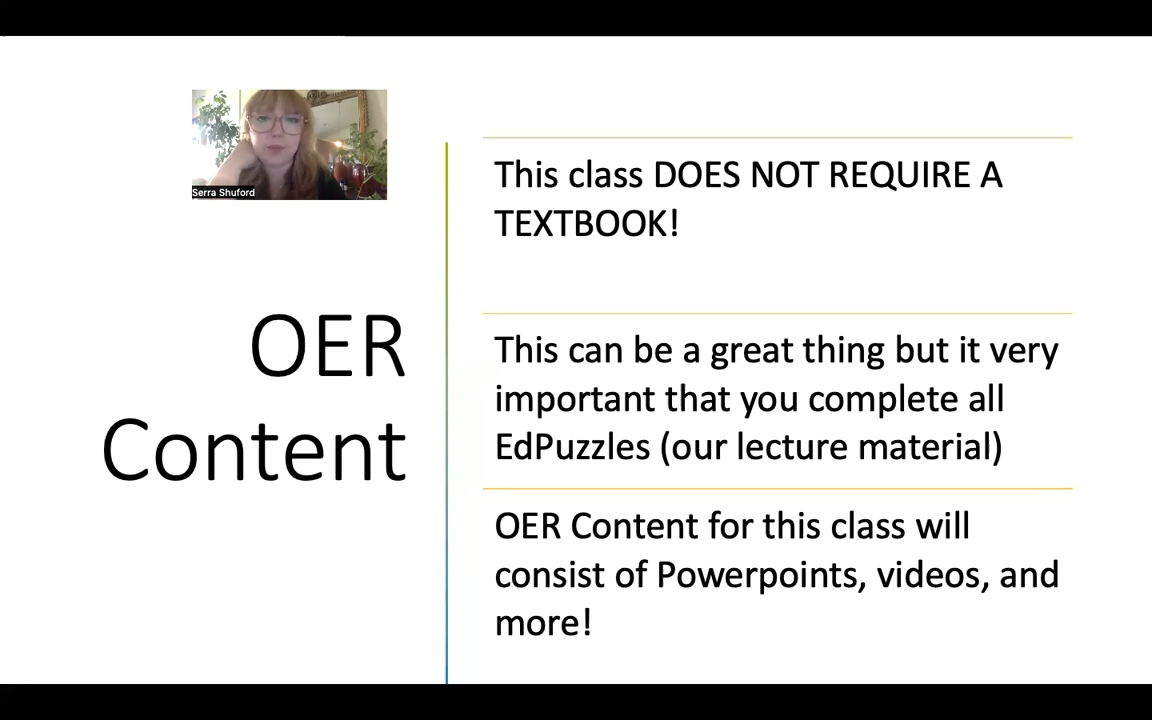 Serra Shuford
OER
Content
This class DOES NOT REQUIRE A
TEXTBOOK!
This can be a great thing but it very
important that you complete all
EdPuzzles (our lecture material)
OER Content for this class will
consist of Powerpoints, videos, and
more!